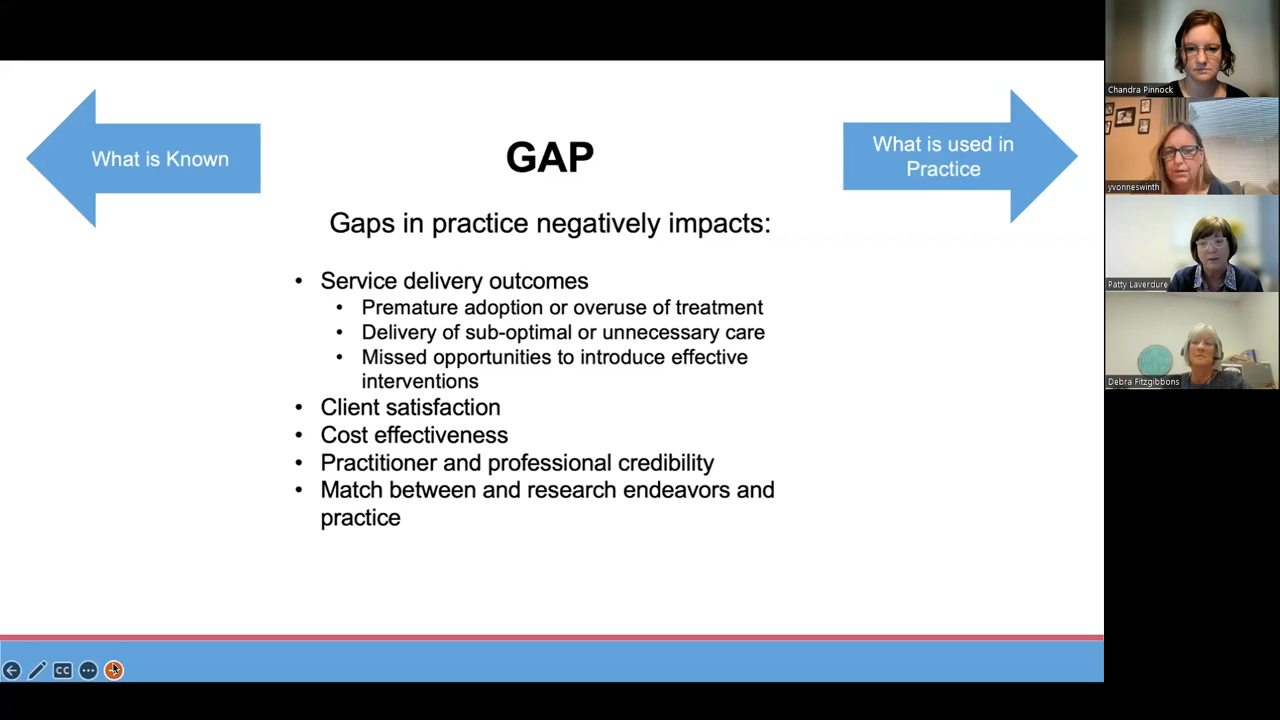 What is Known
GAP
What is used in
Practice
Gaps in practice negatively impacts:
• Service delivery outcomes
• Premature adoption or overuse of treatment
• Delivery of sub-optimal or unnecessary care
• Missed opportunities to introduce effective
interventions
• Client satisfaction
• Cost effectiveness
• Practitioner and professional credibility
• Match between and research endeavors and
practice
CC
Chandra Pinnock
yvonneswinth
Patty Laverdure
Debra Fitzgibbons